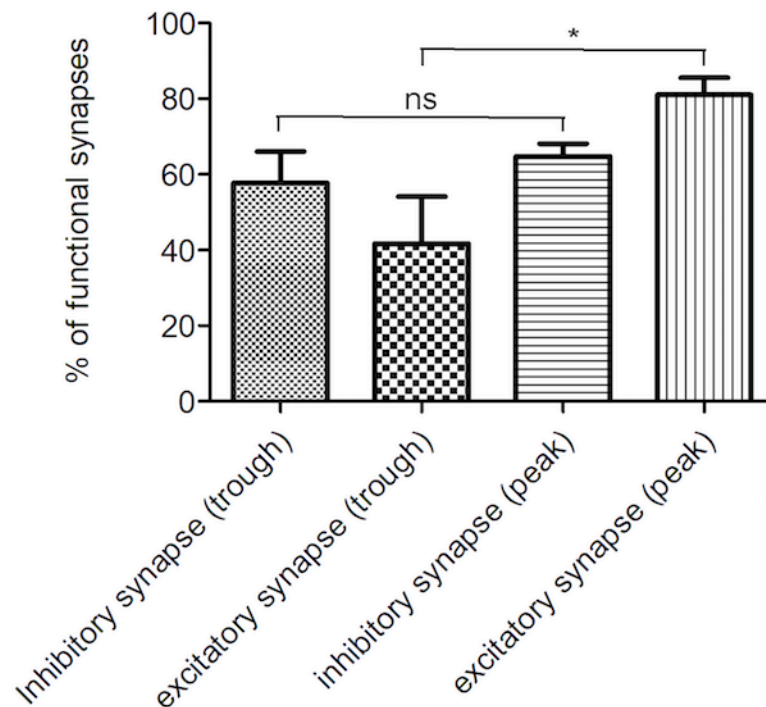 % of functional synapses
100
80
60
40
20
0
*
ns
Inhibitory synapse (trough)
excitatory synapse (trough)
inhibitory synapse (peak)
excitatory synapse (peak)